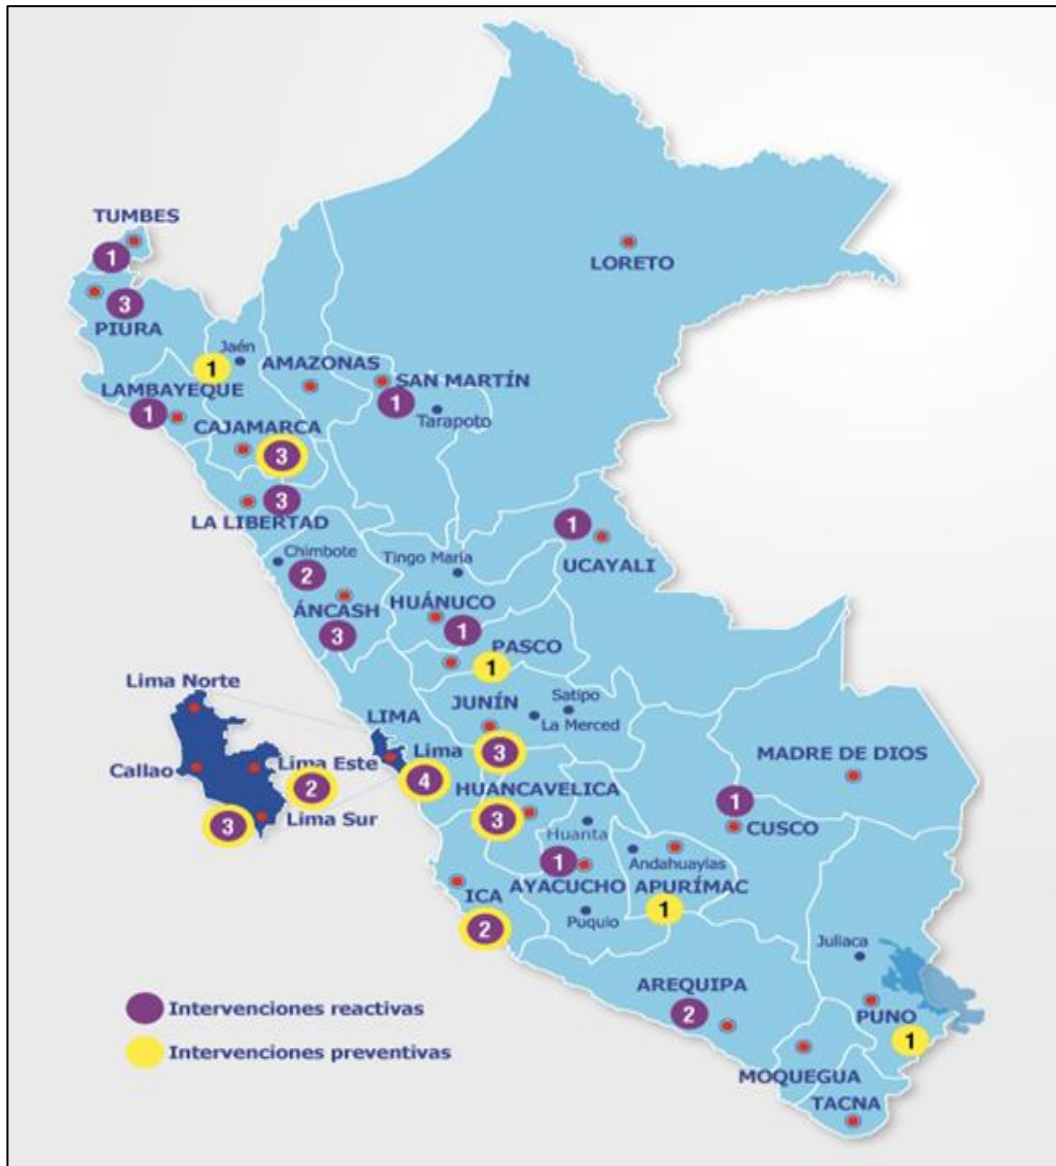 TUMBES
1
LORETO
3
PIURA
Jaén
1
AMAZONAS
LAMBAYEQUE
SAN MARTÍN
1
1
Tarapoto
CAJAMARCA
3
3
LA LIBERTAD
1
UCAYALI
Chimbote
Tingo María
2
HUÁNUCO
ÁNCASH
3
1
PASCO
1
Lima Norte
JUNÍN
Satipo
La Merced
LIMA
Lima
3
MADRE DE DIOS
Callao
Lima Este
2
4
HUANCAVELICA
1
3
Lima Sur
3
Huanta
CUSCO
1
Andahuaylas
ICA
AYACUCHO
APURÍMAC
1
2
Puquio
Juliaca
AREQUIPA
2
PUNO
1
Intervenciones reactivas
Intervenciones preventivas
MOQUEGUA
TACNA